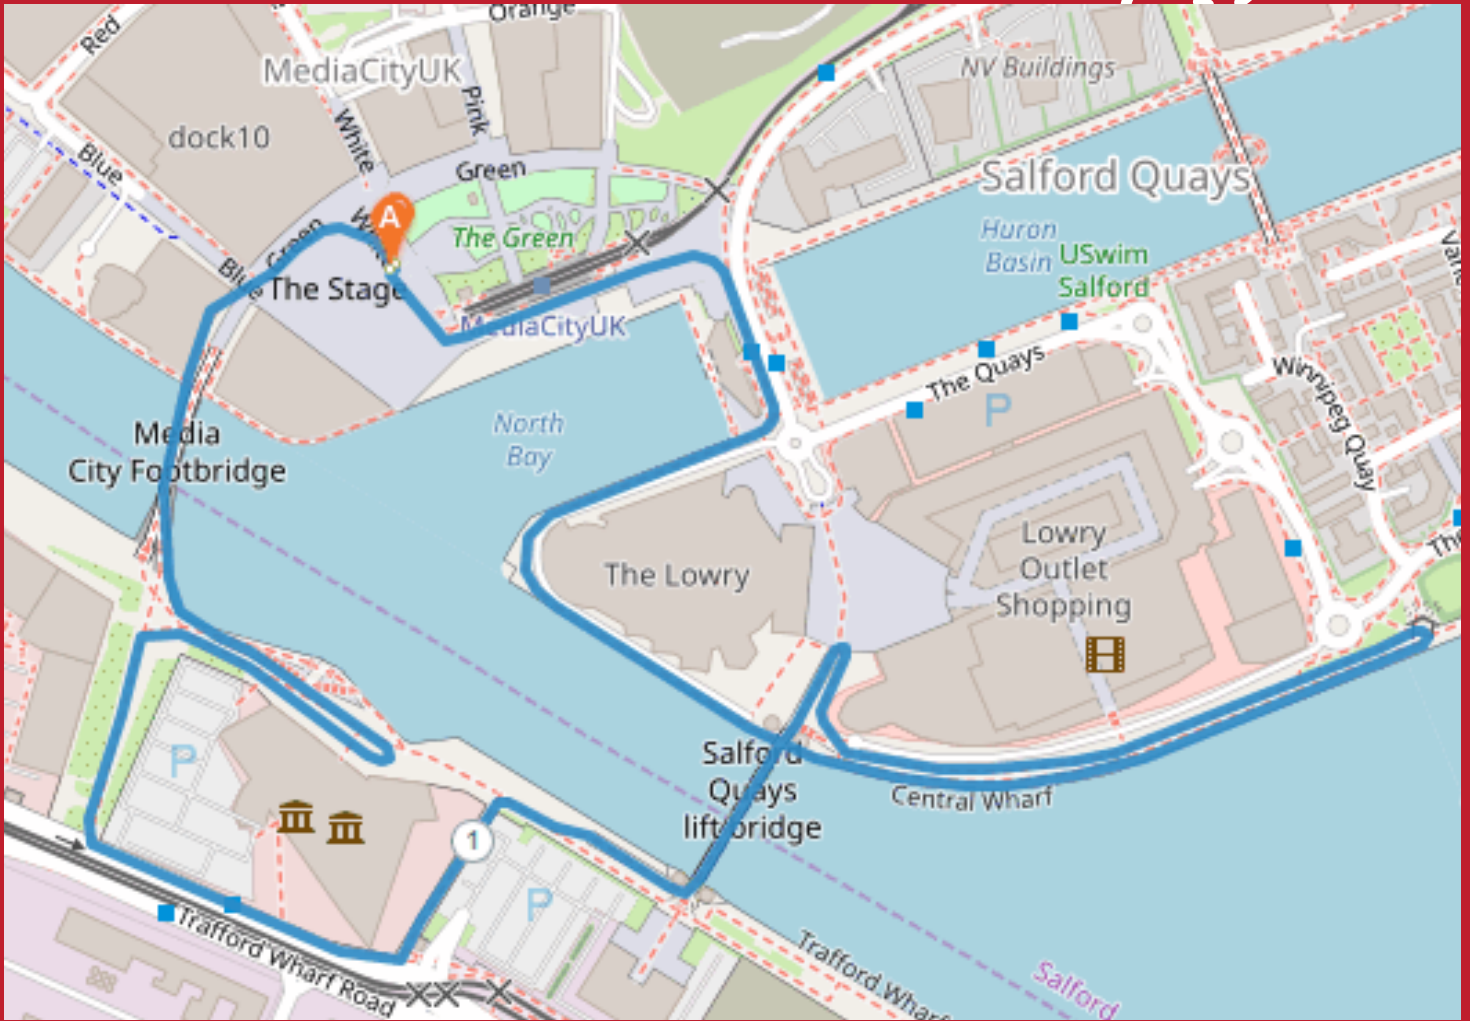 Orange
Red
MediaCityUK
NV Buildings
Pink
White
dock10
Blue
Green
Salford Quays
A
Green
The Green
Huron
Basin
USwim
Salford
Blue
The Stage
MediaCityUK
The Quays
Winnipeg Quay
P
North
Bay
Media
City Footbridge
Lowry
Outlet
Shopping
The Lowry
Salford
Quays
lift bridge
Central Wharf
P
1
P
Trafford Wharf Road
Trafford Wharf
Salford